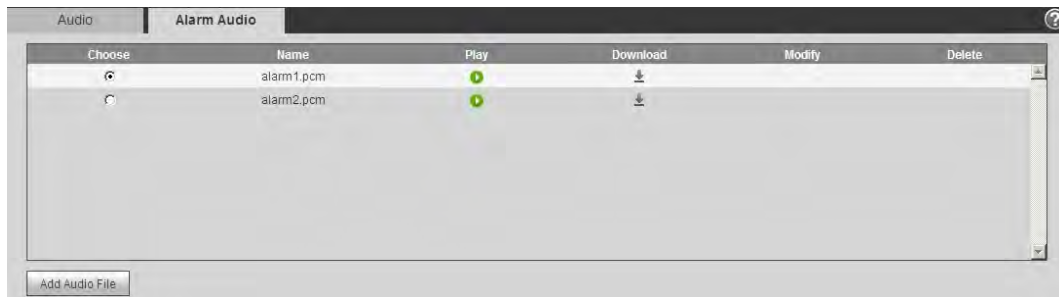 Audio Alarm Audio ?
Choose Name Play Download Modify Delete
alarm1.pcm
alarm2.pcm
Add Audio File